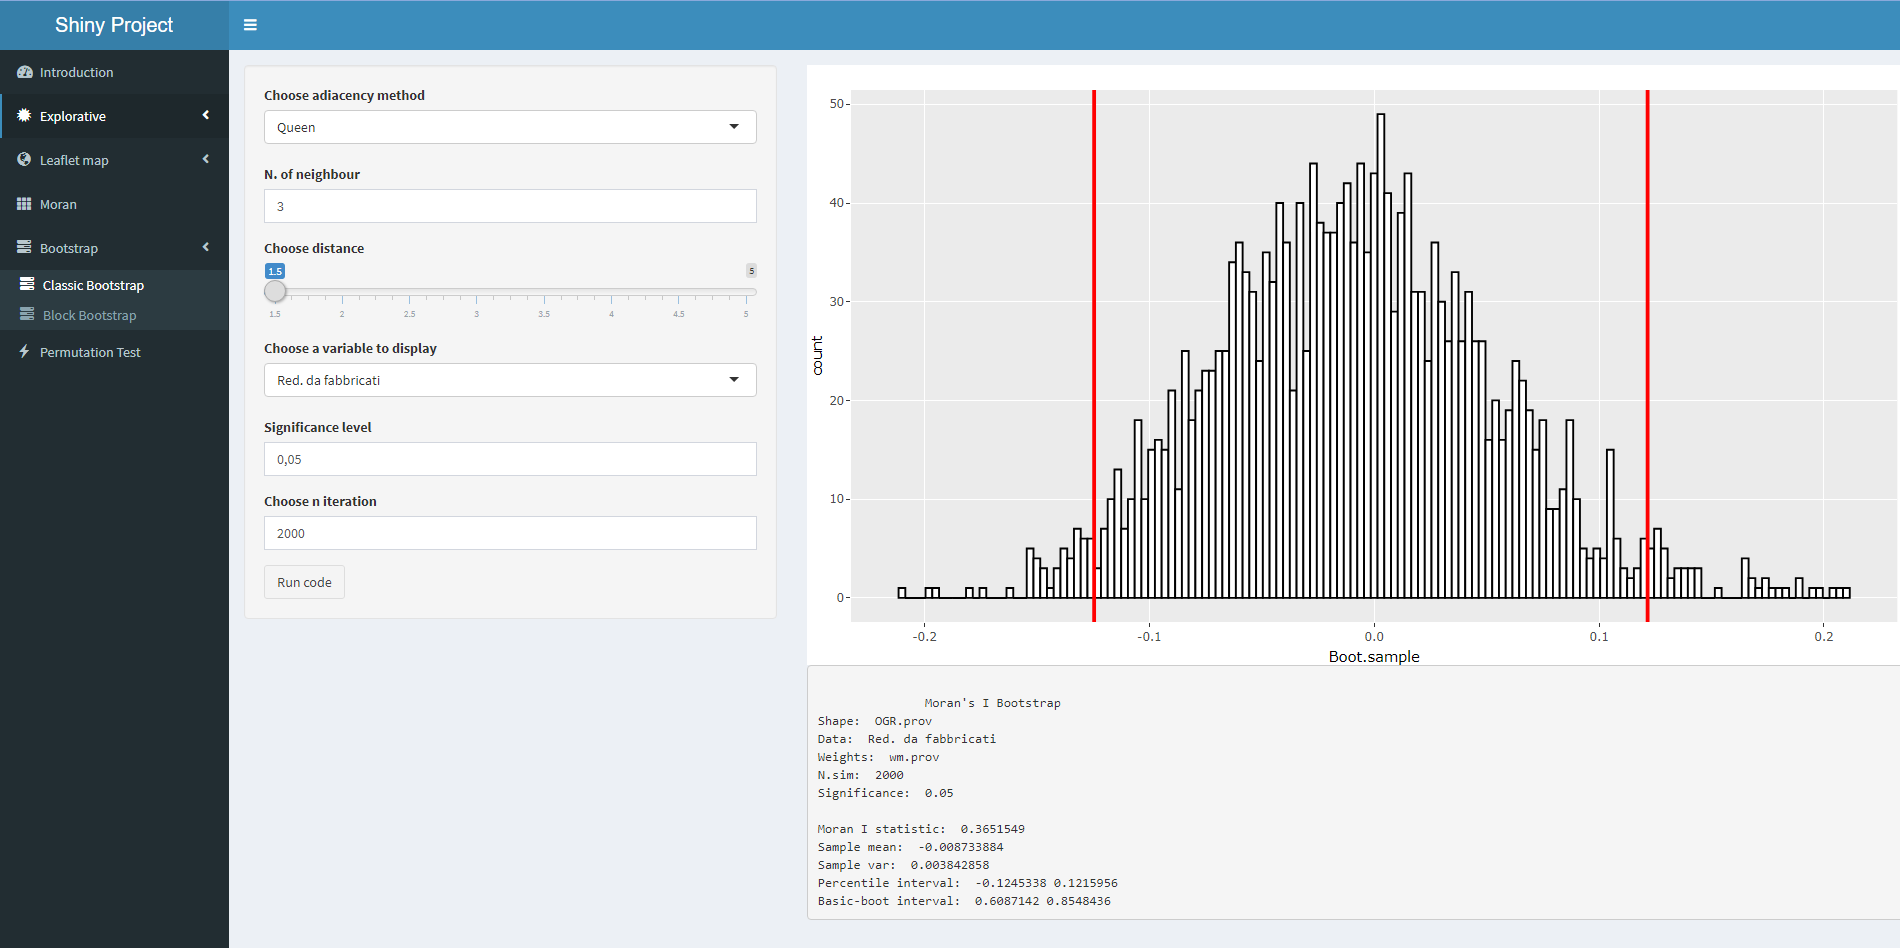 Shiny Project
Introduction
Explorative
Leaflet map
Moran
Bootstrap
Classic Bootstrap
Block Bootstrap
Permutation Test
Choose adiacency method
Queen
N. of neighbour
3
Choose distance
1.5 5
1.5 2 2.5 3 3.5 4 4.5 5
Choose a variable to display
Red. da fabbricati
Significance level
0,05
Choose n iteration
2000
Run code
50
40
30
20
10
0
count
-0.2 -0.1 0.0 0.1 0.2
Boot.sample
Moran's I Bootstrap
Shape: OGR.prov
Data: Red. da fabbricati
Weights: wm.prov
N.sim: 2000
Significance: 0.05
Moran I statistic: 0.3651549
Sample mean: -0.008733884
Sample var: 0.003842858
Percentile interval: -0.1245338 0.1215956
Basic-boot interval: 0.6087142 0.8548436